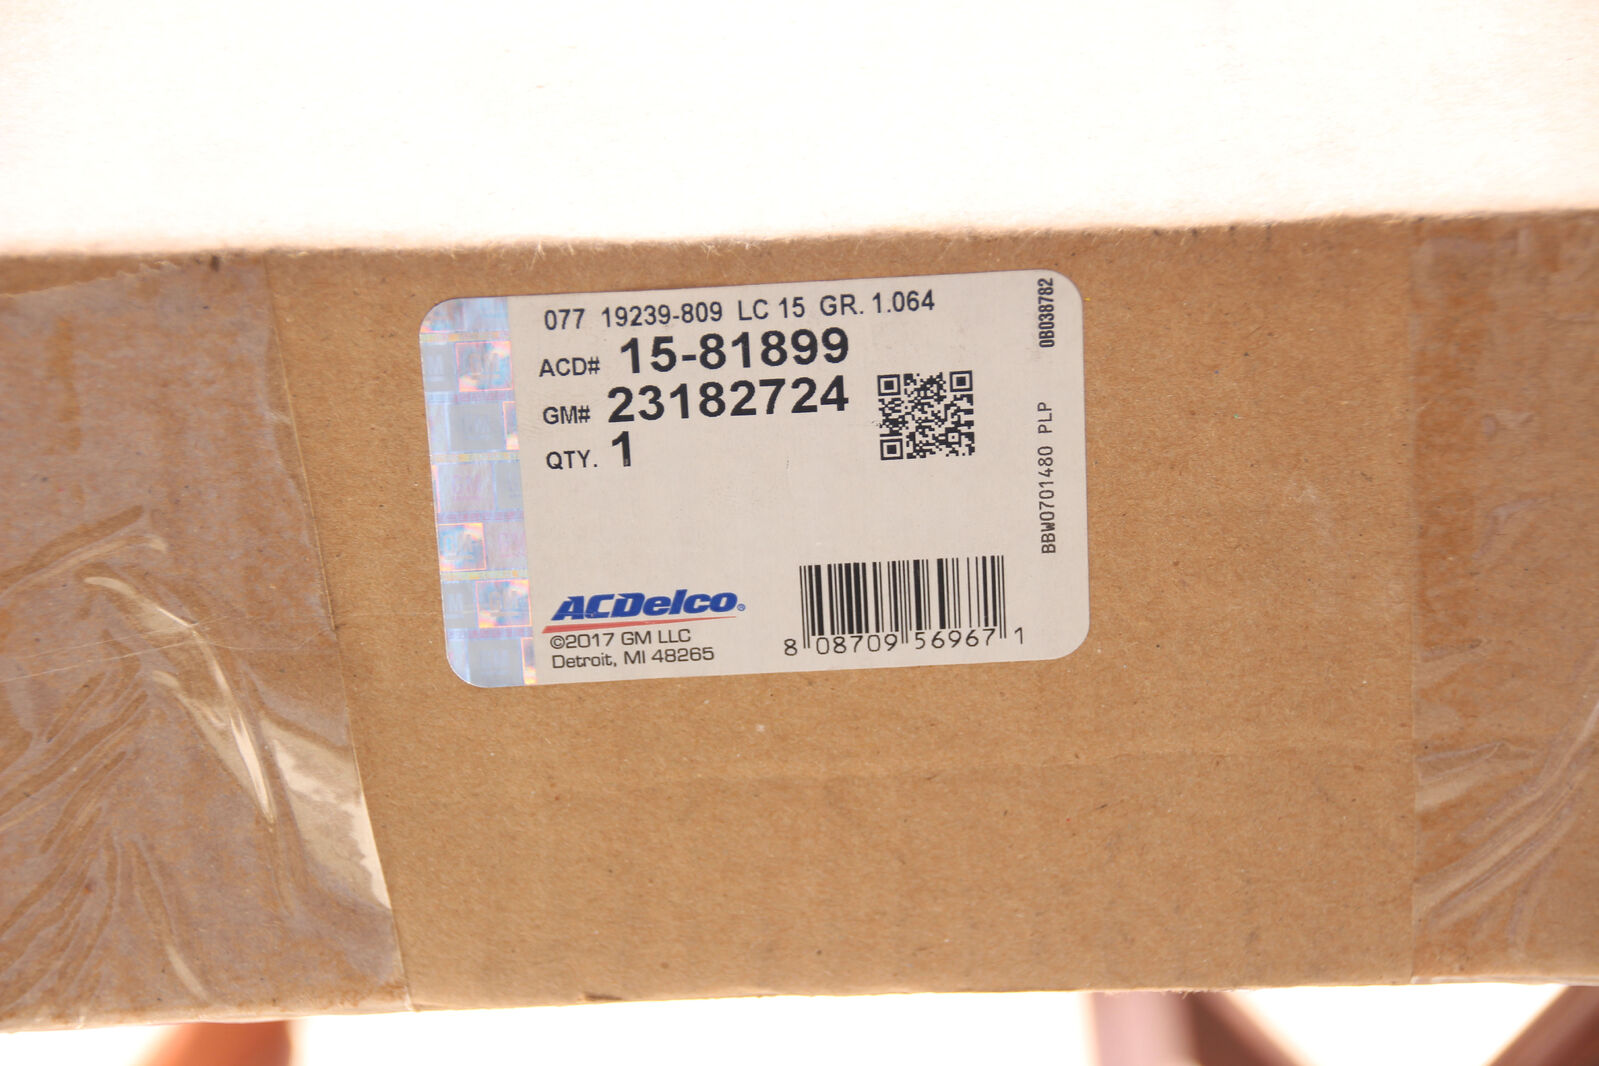 077 19239-809 LC 15 GR. 1.064
ACD# 15-81899
GM# 23182724
QTY. 1
0B038782
BBW0701480 PLP
ACDelco®
©2017 GM LLC
Detroit, MI 48265
8 08709 56967 1